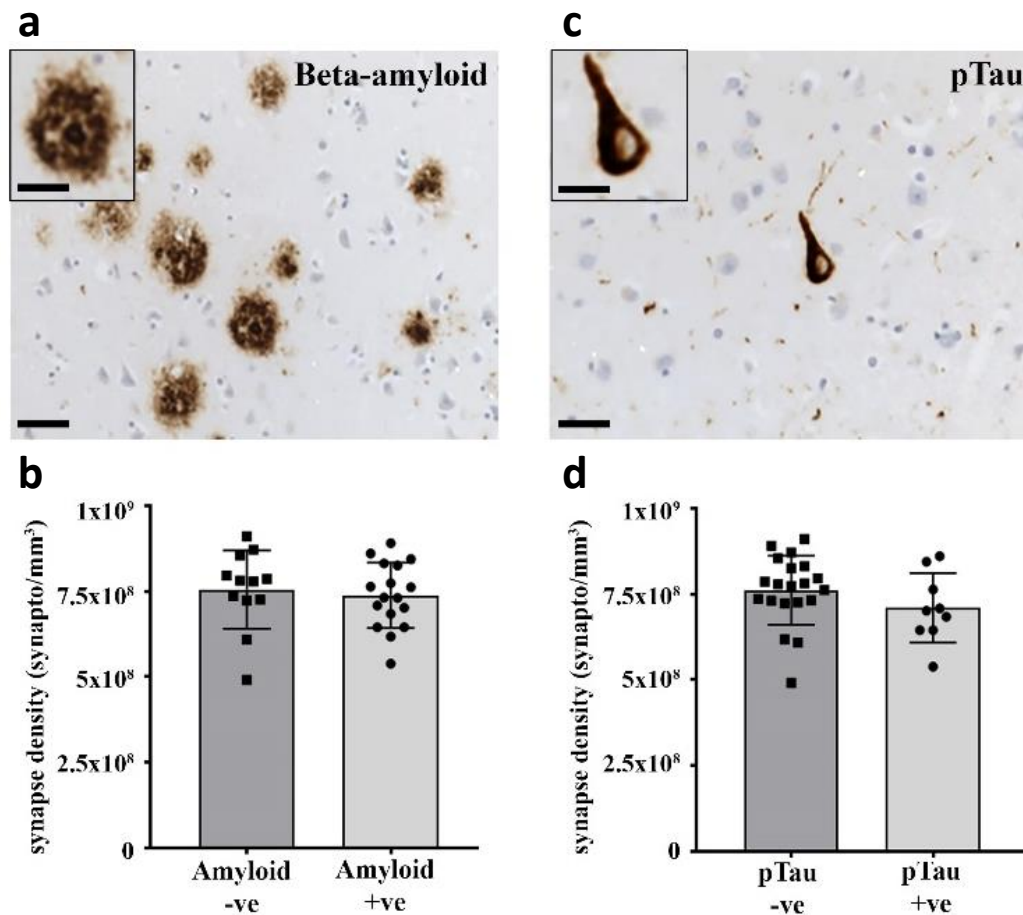 a
Beta-amyloid
c
pTau
b
synapse density (synapto/mm³)
1x10⁹
7.5x10⁸
5x10⁸
2.5x10⁸
0
Amyloid
-ve
Amyloid
+ve
d
synapse density (synapto/mm³)
1x10⁹
7.5x10⁸
5x10⁸
2.5x10⁸
0
pTau
-ve
pTau
+ve